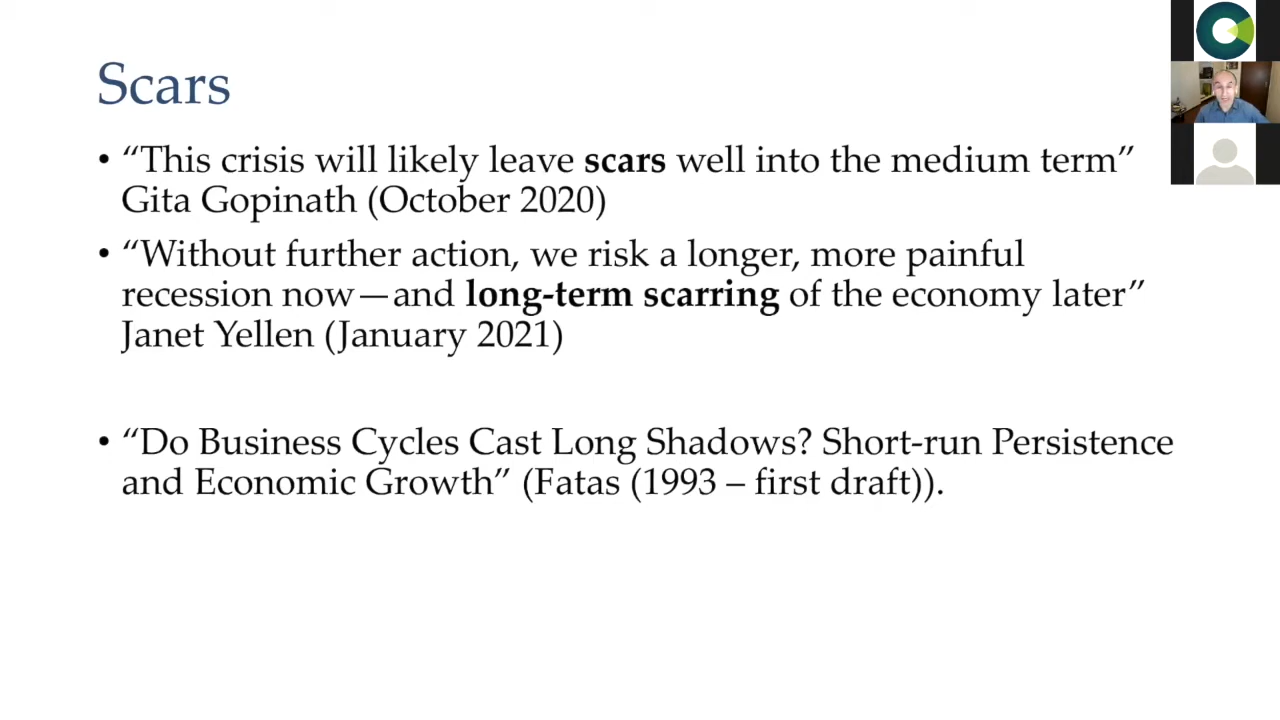 Scars
• “This crisis will likely leave scars well into the medium term”
Gita Gopinath (October 2020)
• “Without further action, we risk a longer, more painful
recession now—and long-term scarring of the economy later”
Janet Yellen (January 2021)
• “Do Business Cycles Cast Long Shadows? Short-run Persistence
and Economic Growth” (Fatas (1993 – first draft)).